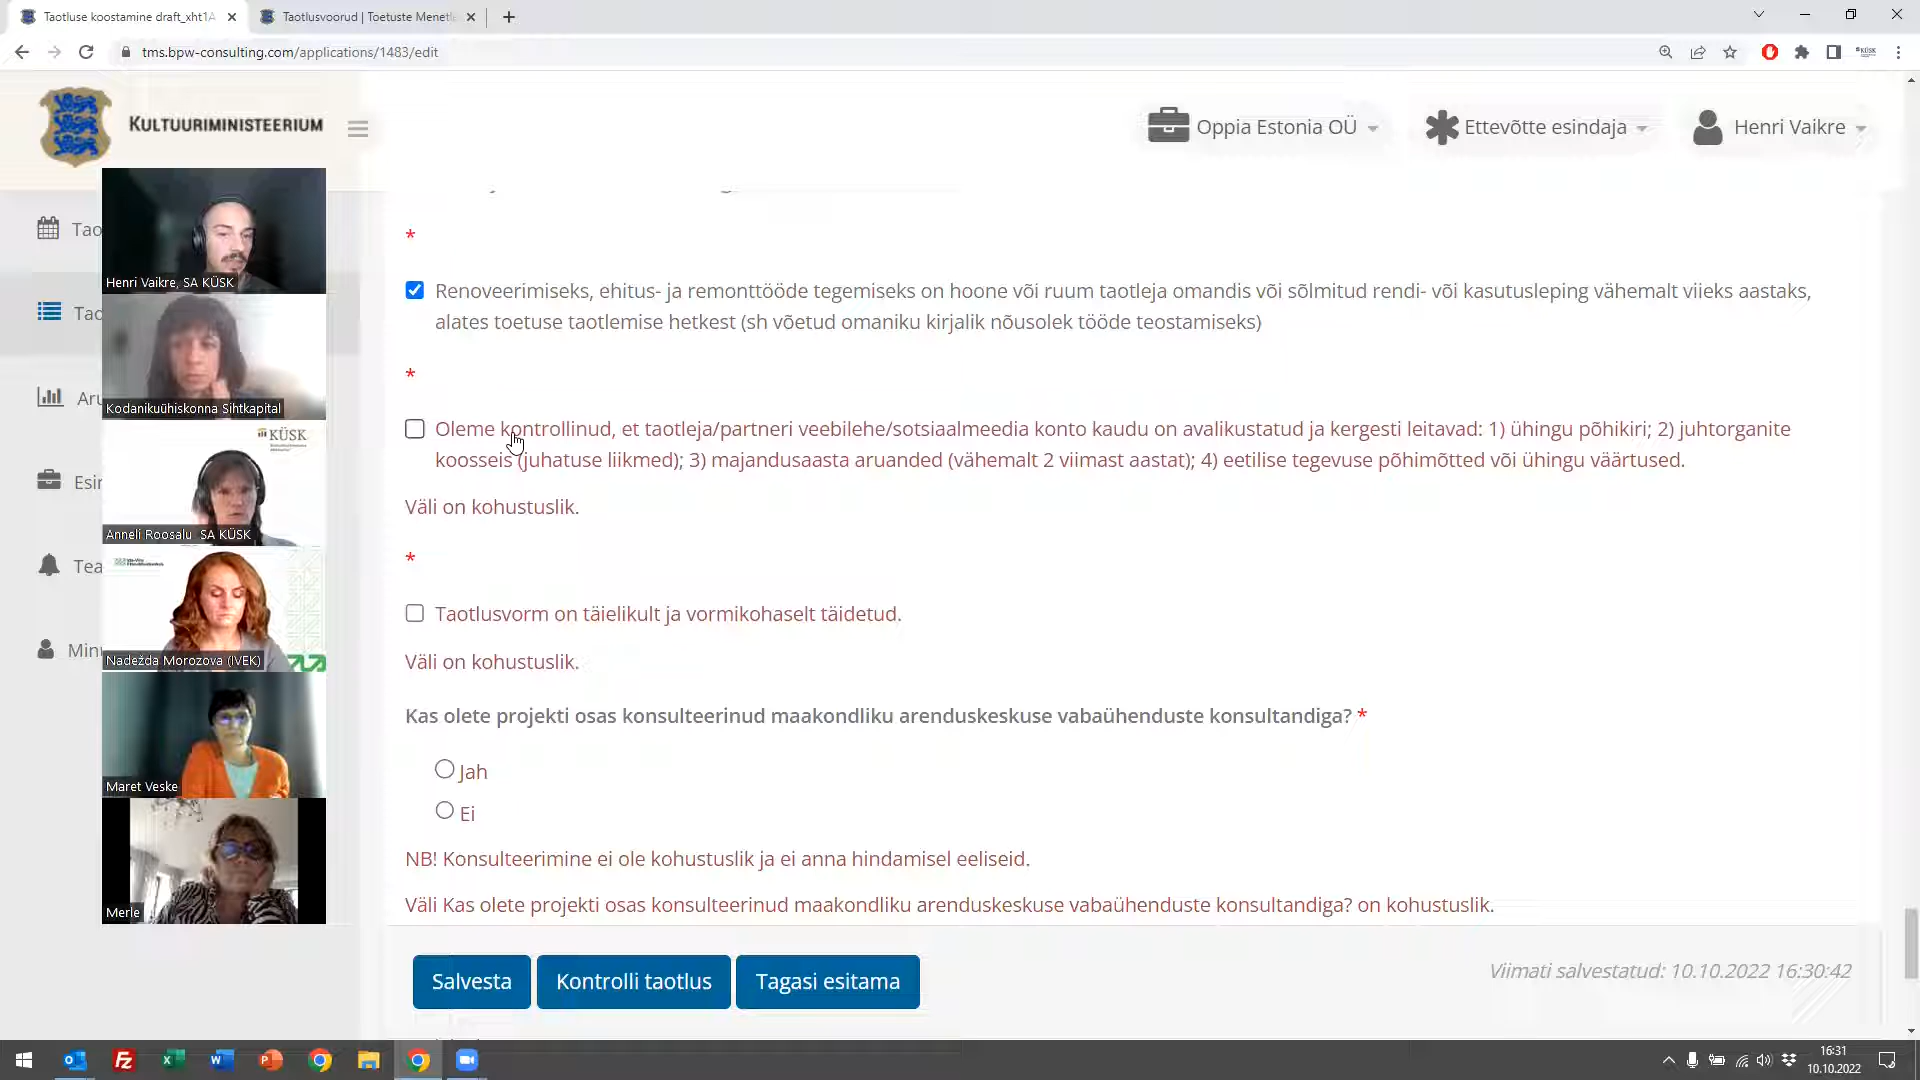 Taotluse koostamine draft_xht1A
Taotlusvoorud | Toetuste Menetle
tms.bpw-consulting.com/applications/1483/edit
KULTUURIMINISTEERIUM
Oppia Estonia OÜ
Ettevõtte esindaja
Henri Vaikre
*
Renoveerimiseks, ehitus- ja remonttööde tegemiseks on hoone või ruum taotleja omandis või sõlmitud rendi- või kasutusleping vähemalt viieks aastaks,
alates toetuse taotlemise hetkest (sh võetud omaniku kirjalik nõusolek tööde teostamiseks)
*
Oleme kontrollinud, et taotleja/partneri veebilehe/sotsiaalmeedia konto kaudu on avalikustatud ja kergesti leitavad: 1) ühingu põhikiri; 2) juhtorganite
koosseis (juhatuse liikmed); 3) majandusaasta aruanded (vähemalt 2 viimast aastat); 4) eetilise tegevuse põhimõtted või ühingu väärtused.
Väli on kohustuslik.
*
Taotlusvorm on täielikult ja vormikohaselt täidetud.
Väli on kohustuslik.
Kas olete projekti osas konsulteerinud maakondliku arenduskeskuse vabaühenduste konsultandiga? *
Jah
Ei
NB! Konsulteerimine ei ole kohustuslik ja ei anna hindamisel eeliseid.
Väli Kas olete projekti osas konsulteerinud maakondliku arenduskeskuse vabaühenduste konsultandiga? on kohustuslik.
Salvesta
Kontrolli taotlus
Tagasi esitama
Viimati salvestatud: 10.10.2022 16:30:42
Tao
Tao
Aru
Esin
Tea
Minu
Henri Vaikre, SA KÜSK
Kodanikuühiskonna Sihtkapital
KÜSK
Anneli Roosalu SA KÜSK
Nadežda Morozova (IVEK)
Maret Veske
Merle
16:31
10.10.2022